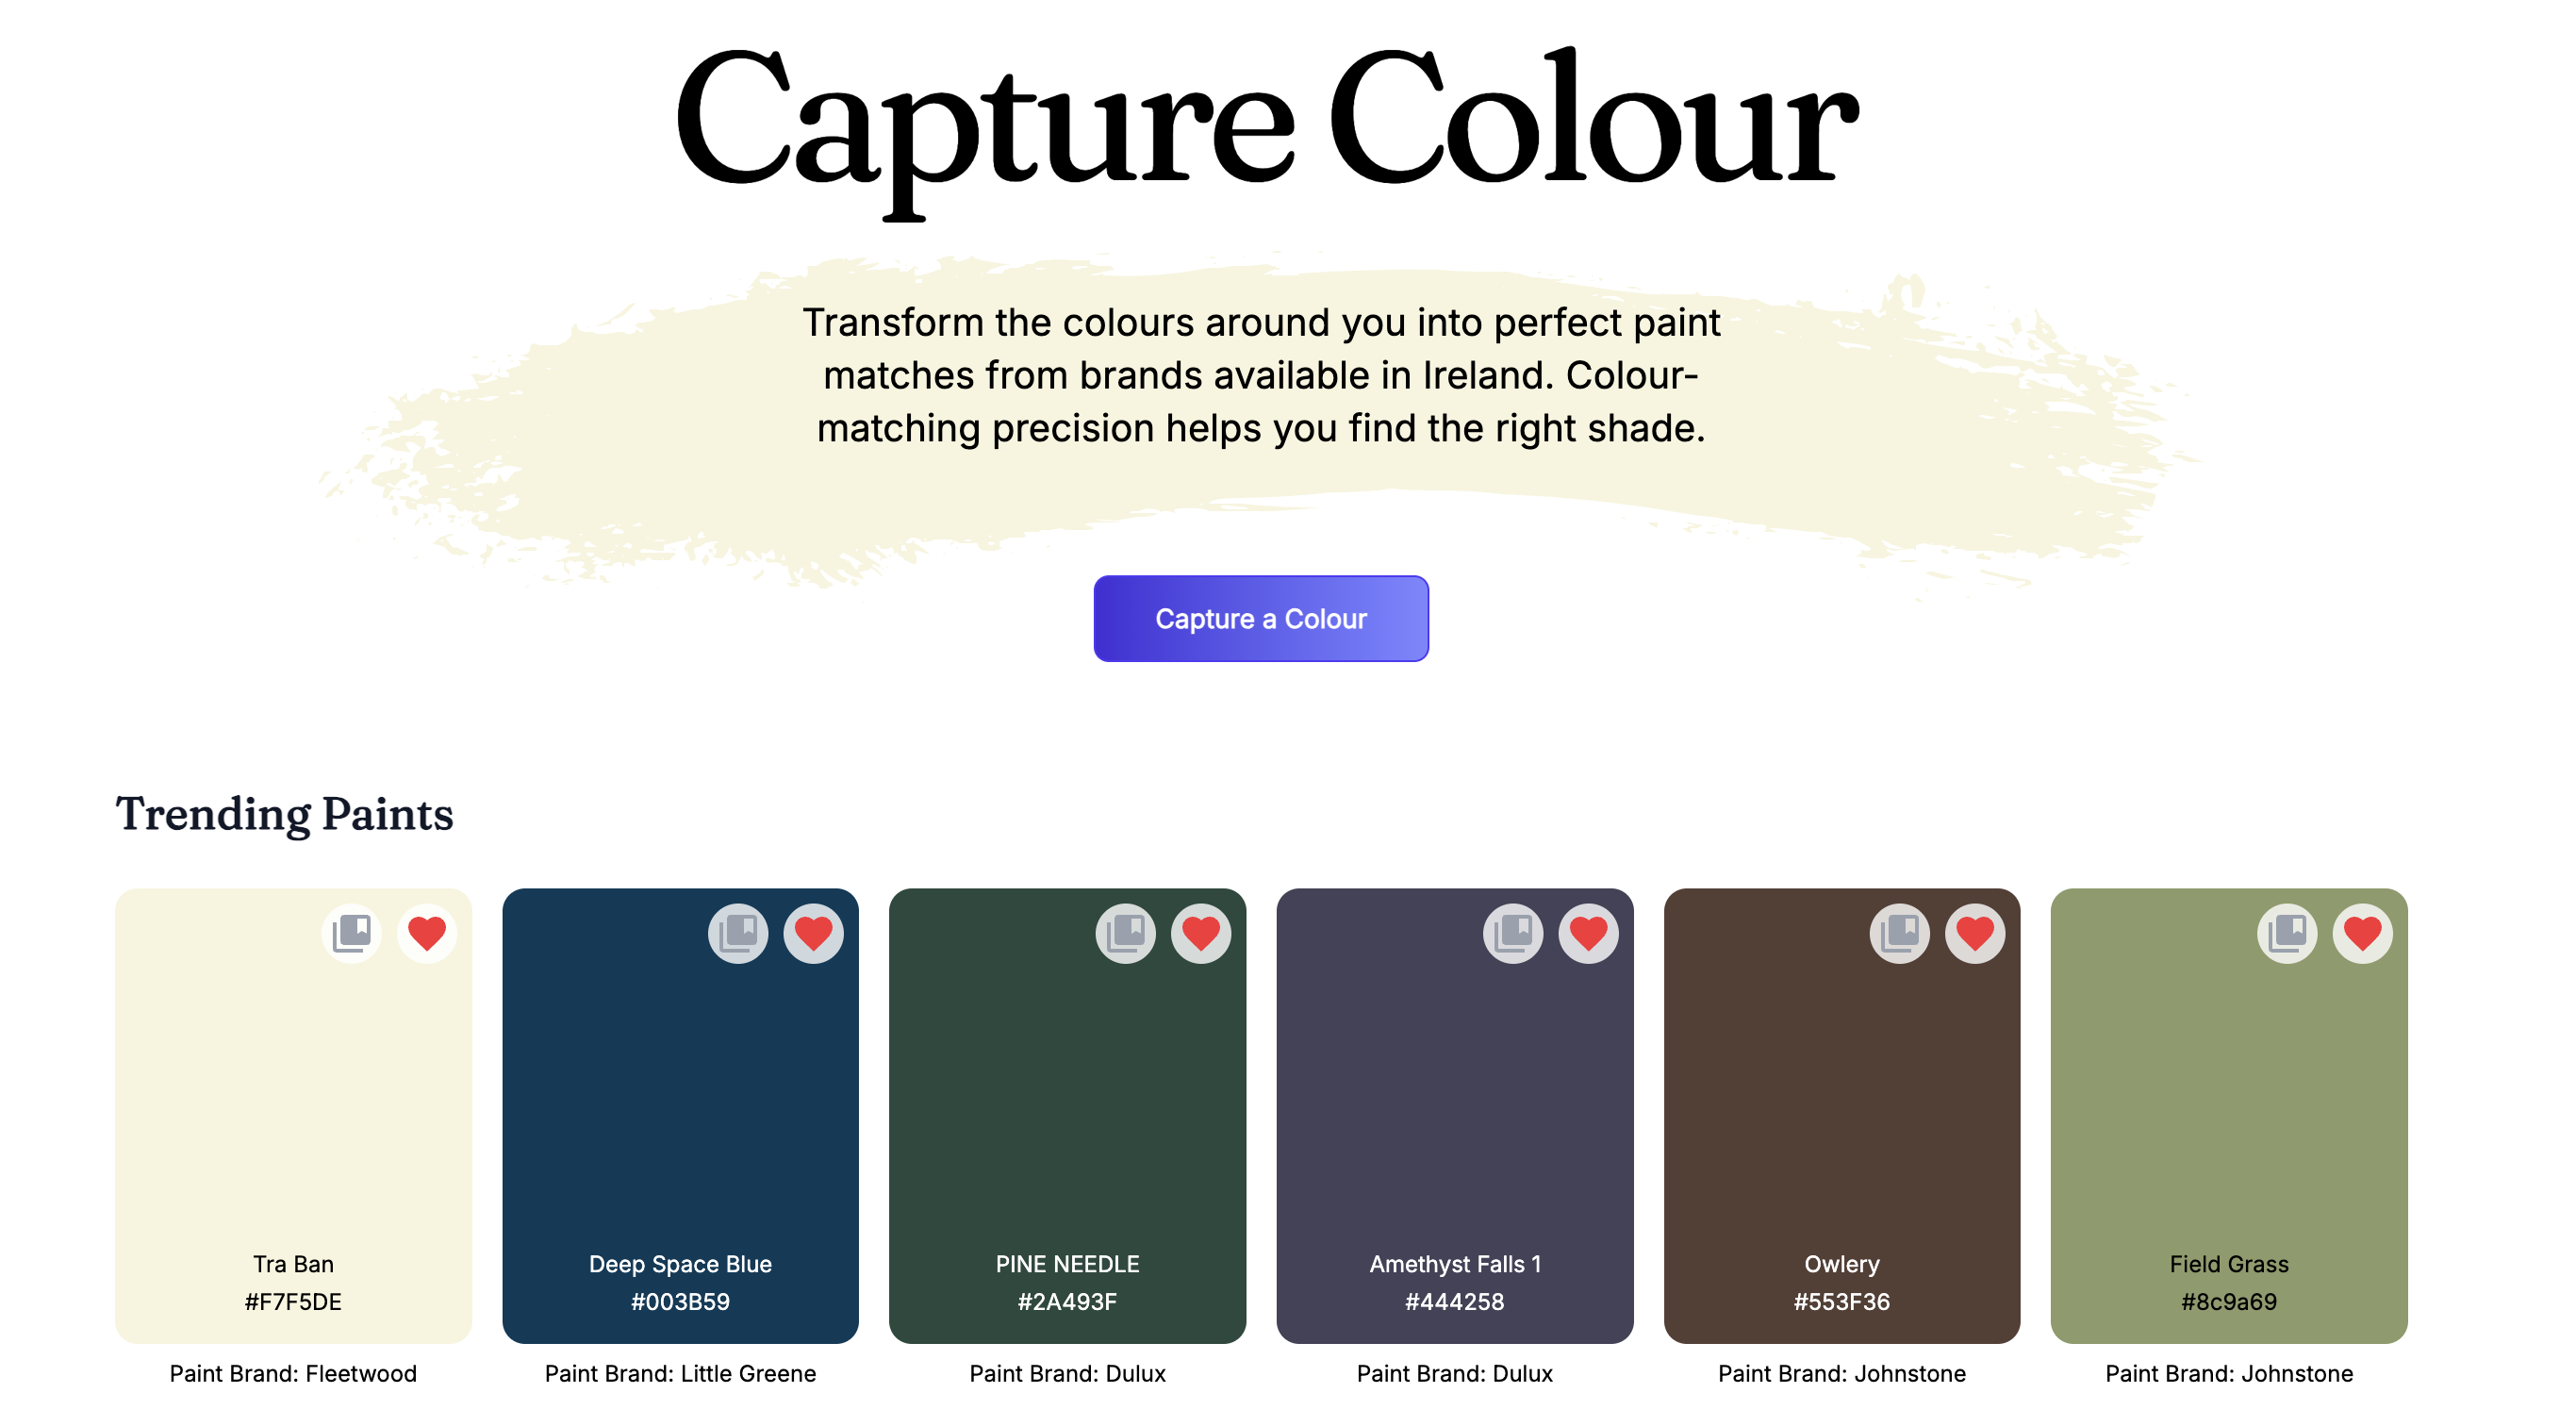 Capture Colour
Transform the colours around you into perfect paint
matches from brands available in Ireland. Colour-
matching precision helps you find the right shade.
Capture a Colour
Trending Paints
Tra Ban
#F7F5DE
Paint Brand: Fleetwood
Deep Space Blue
#003B59
Paint Brand: Little Greene
PINE NEEDLE
#2A493F
Paint Brand: Dulux
Amethyst Falls 1
#444258
Paint Brand: Dulux
Owlery
#553F36
Paint Brand: Johnstone
Field Grass
#8c9a69
Paint Brand: Johnstone